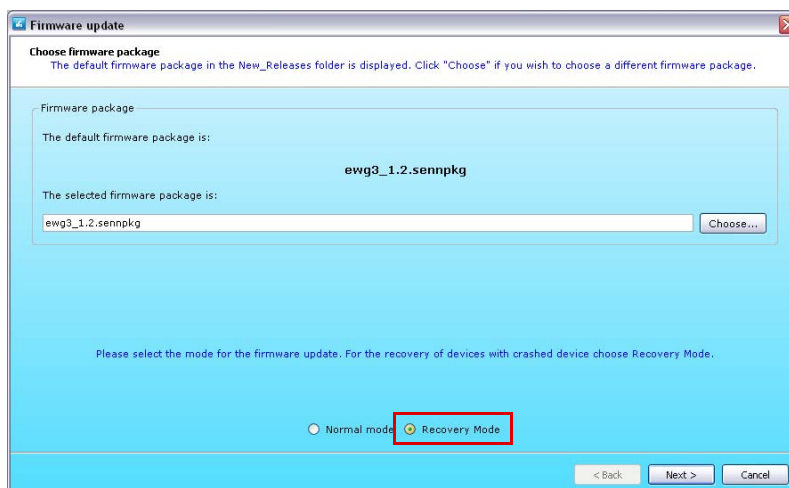 Firmware update
Choose firmware package
The default firmware package in the New_Releases folder is displayed. Click "Choose" if you wish to choose a different firmware package.
Firmware package
The default firmware package is:
ewg3_1.2.sennpkg
The selected firmware package is:
ewg3_1.2.sennpkg
Choose...
Please select the mode for the firmware update. For the recovery of devices with crashed device choose Recovery Mode.
Normal mode Recovery Mode
< Back Next > Cancel